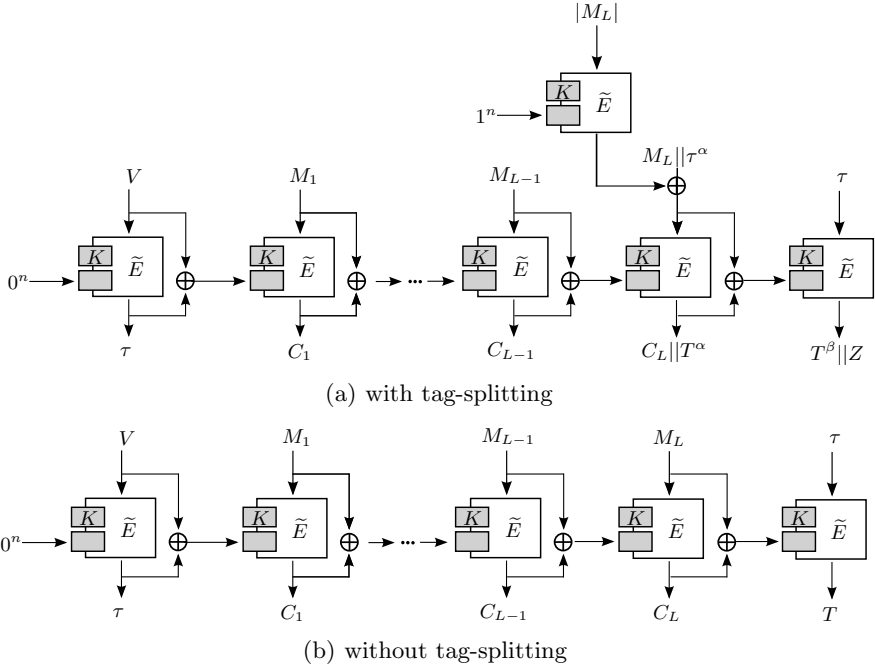 |M_L|
K Ẽ
1^n
M_L||τ^α
V M_1 M_{L-1} τ
0^n K Ẽ K Ẽ ... K Ẽ K Ẽ K Ẽ
τ C_1 C_{L-1} C_L||T^α T^β||Z
(a) with tag-splitting
V M_1 M_{L-1} M_L τ
0^n K Ẽ K Ẽ ... K Ẽ K Ẽ K Ẽ
τ C_1 C_{L-1} C_L T
(b) without tag-splitting